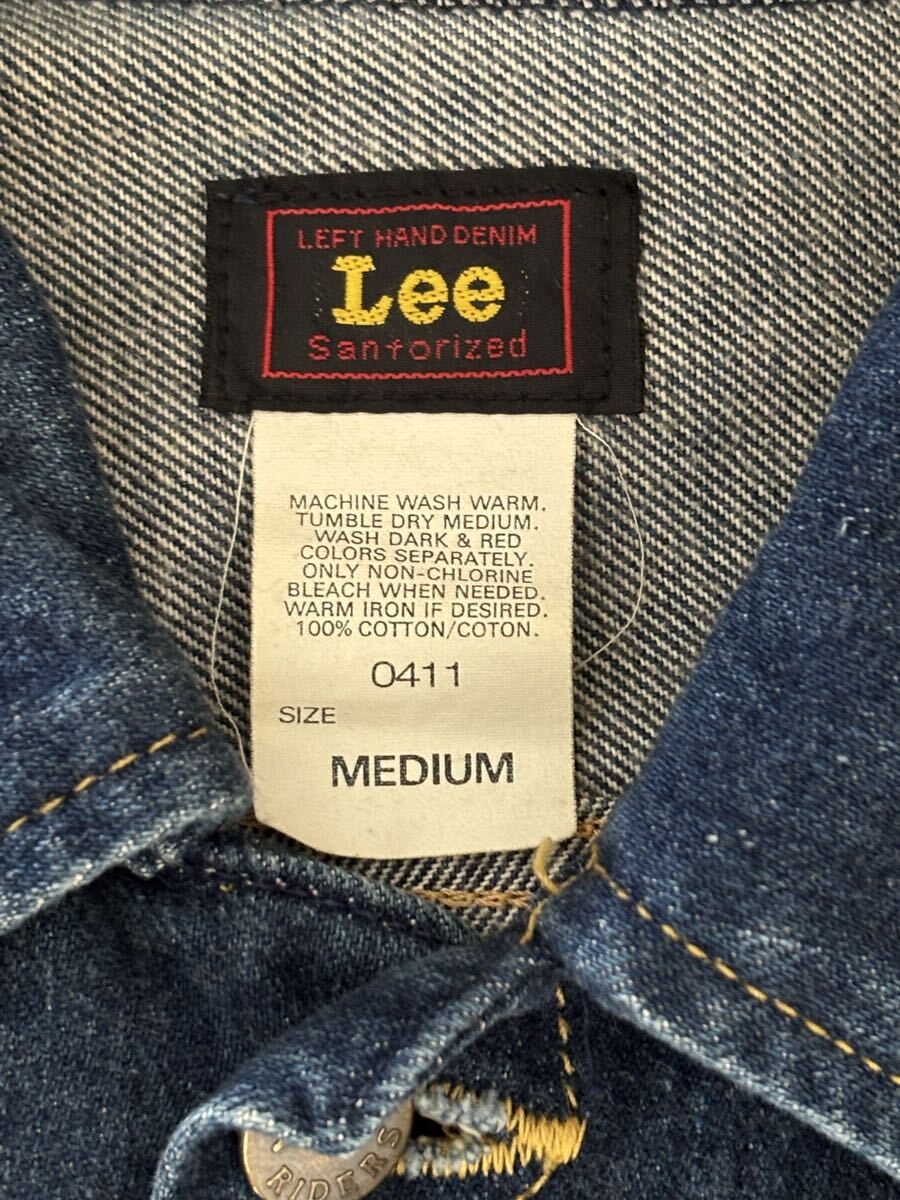 LEFT HAND DENIM
Lee
Sanforized
MACHINE WASH WARM.
TUMBLE DRY MEDIUM.
WASH DARK & RED
COLORS SEPARATELY.
ONLY NON-CHLORINE
BLEACH WHEN NEEDED.
WARM IRON IF DESIRED.
100% COTTON/COTON.
0411
SIZE
MEDIUM
RIDERS